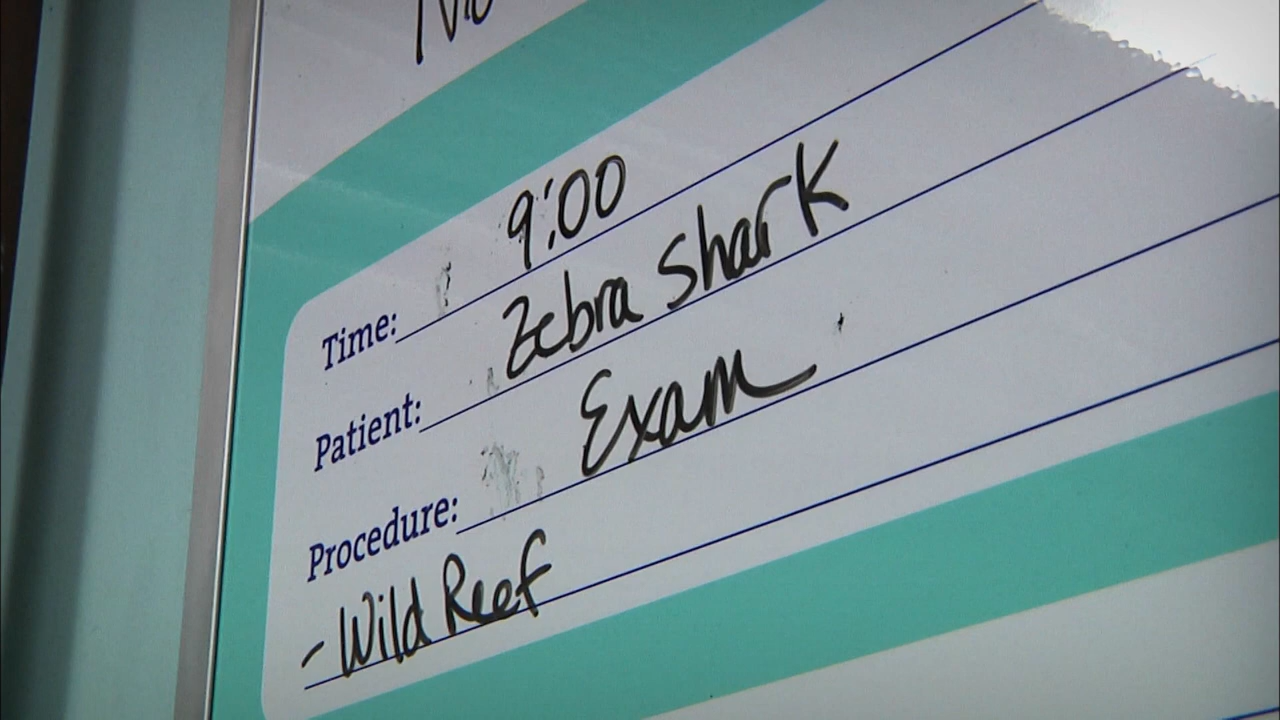 Time: 9:00
Patient: Zebra Shark
Procedure: Exam
- Wild Reef